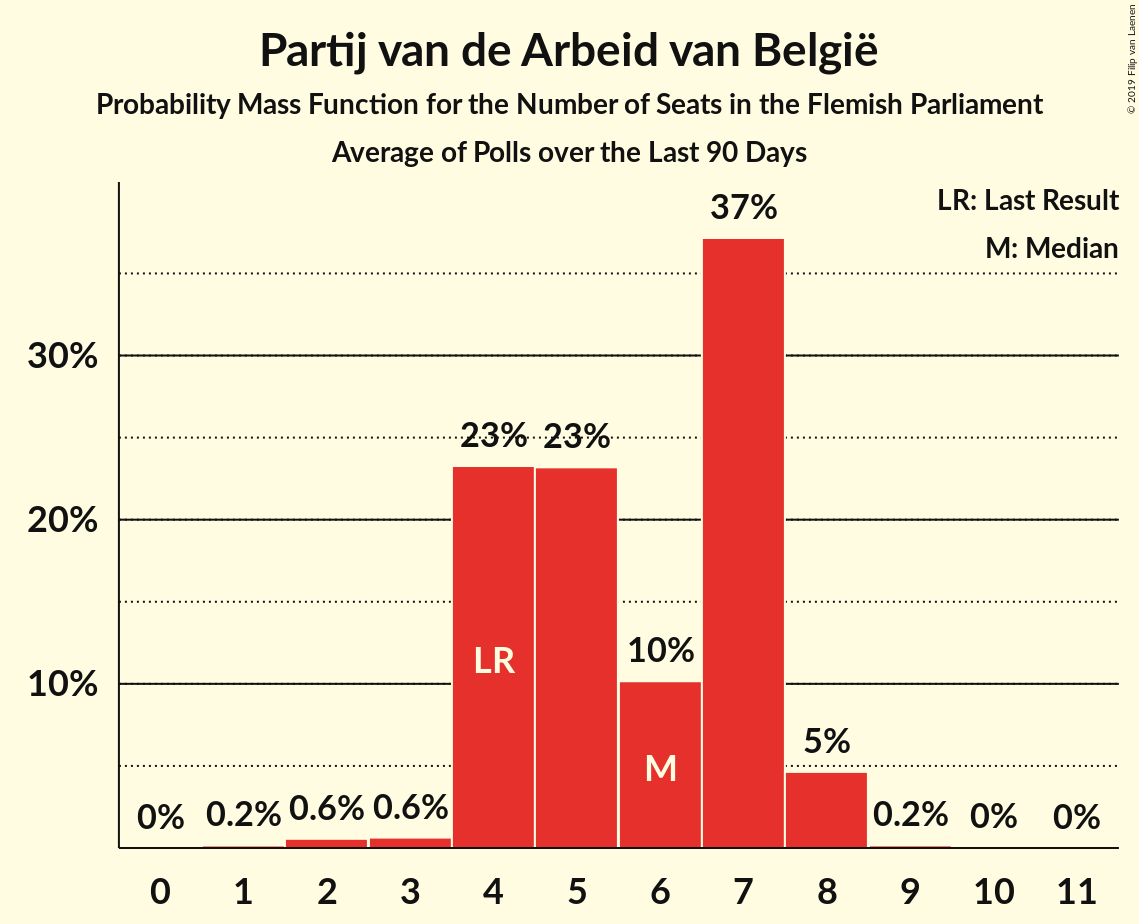 Partij van de Arbeid van België
Probability Mass Function for the Number of Seats in the Flemish Parliament
Average of Polls over the Last 90 Days
© 2019 Filip van Laenen
LR: Last Result
M: Median
37%
30%
23% 23%
20%
LR
10%
10%
M
5%
0% 0.2% 0.6% 0.6% 0.2% 0% 0%
0 1 2 3 4 5 6 7 8 9 10 11